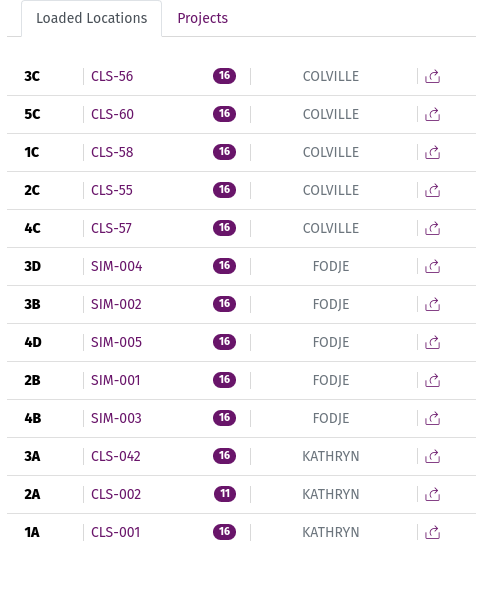 Loaded Locations Projects
3C CLS-56 16 COLVILLE
5C CLS-60 16 COLVILLE
1C CLS-58 16 COLVILLE
2C CLS-55 16 COLVILLE
4C CLS-57 16 COLVILLE
3D SIM-004 16 FODJE
3B SIM-002 16 FODJE
4D SIM-005 16 FODJE
2B SIM-001 16 FODJE
4B SIM-003 16 FODJE
3A CLS-042 16 KATHRYN
2A CLS-002 11 KATHRYN
1A CLS-001 16 KATHRYN